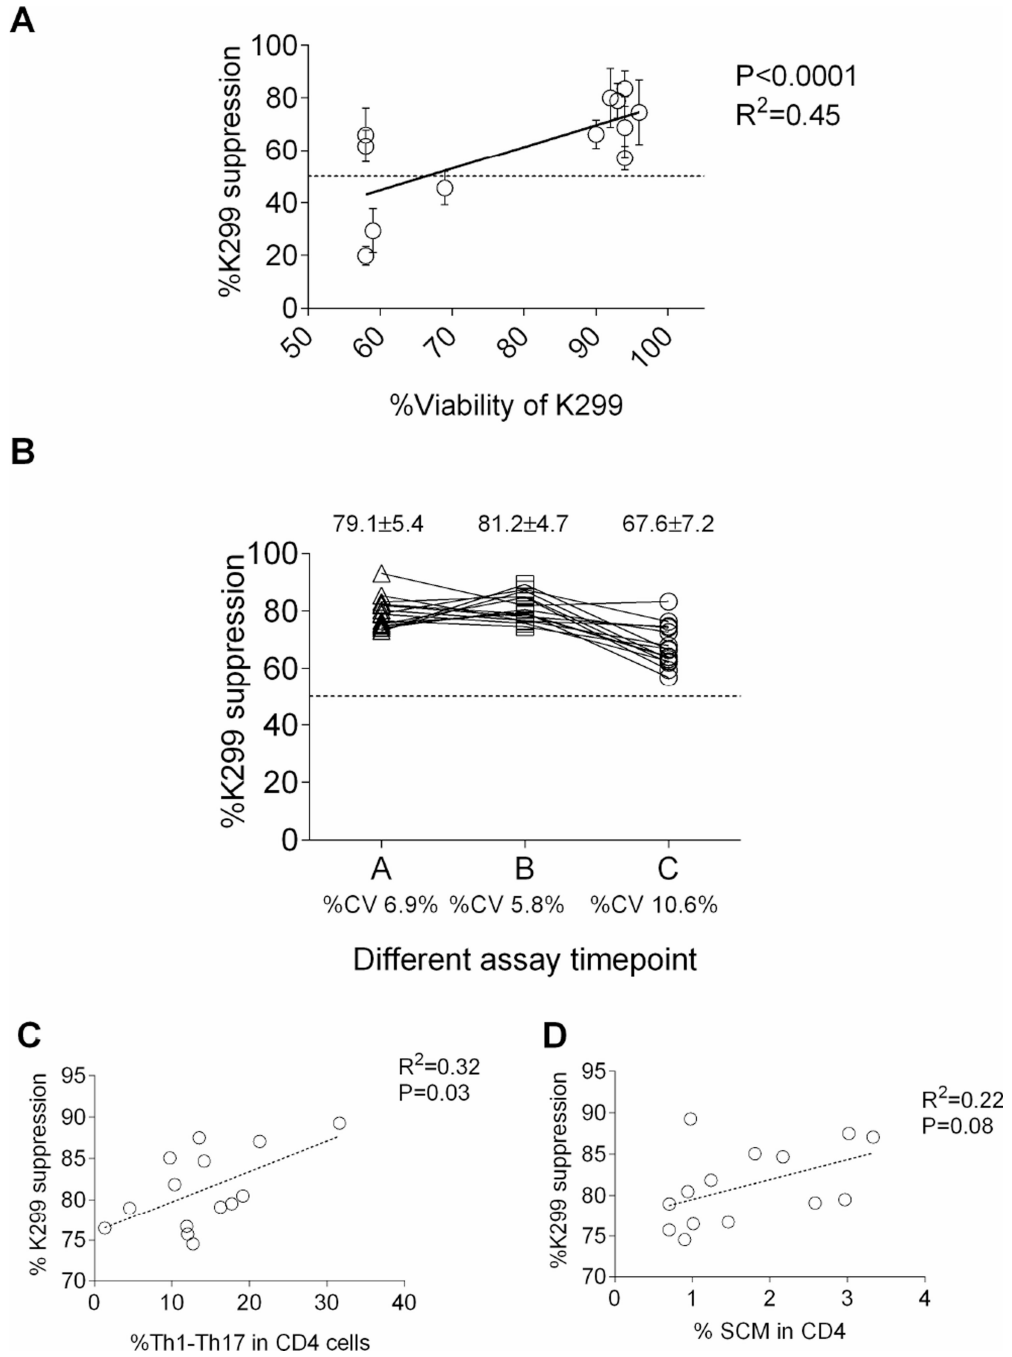 A
%K299 suppression
100
80
60
40
20
0
50
60
70
80
90
100
%Viability of K299
P<0.0001
R²=0.45
B
79.1±5.4
81.2±4.7
67.6±7.2
%K299 suppression
100
80
60
40
20
0
A
B
C
%CV 6.9%
%CV 5.8%
%CV 10.6%
Different assay timepoint
C
% K299 suppression
95
90
85
80
75
70
0
10
20
30
40
%Th1-Th17 in CD4 cells
R²=0.32
P=0.03
D
%K299 suppression
95
90
85
80
75
70
0
1
2
3
4
% SCM in CD4
R²=0.22
P=0.08